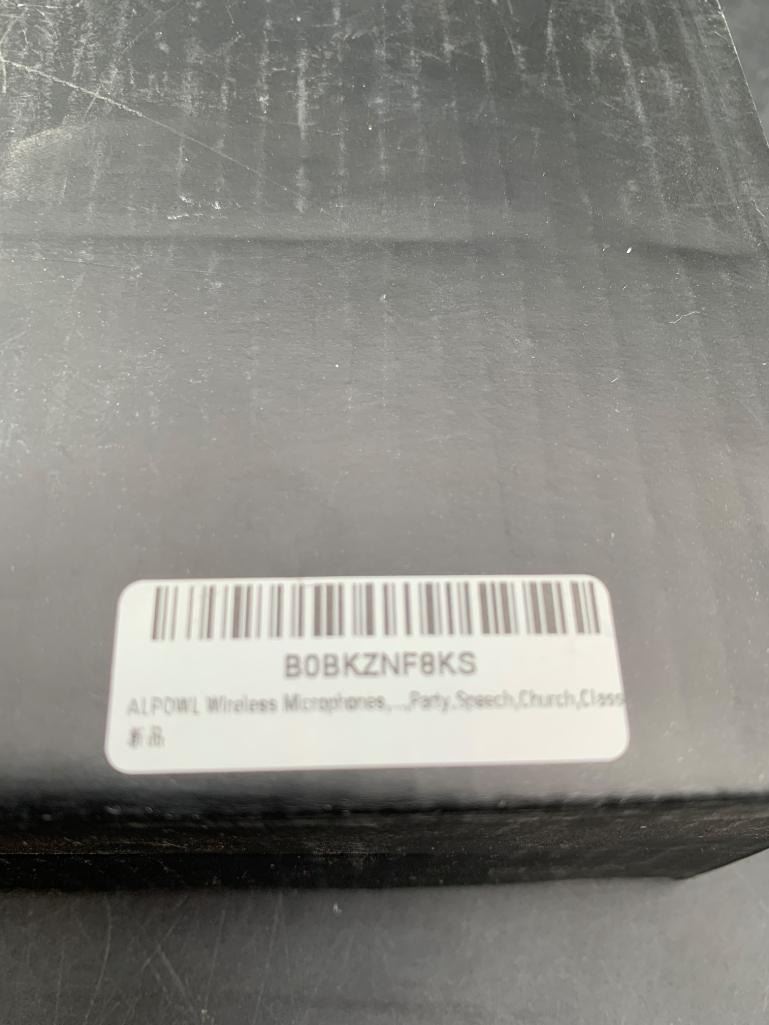 B0BKZNF8KS
ALPOWL Wireless Microphones,...,Party,Speech,Church,Class
新品